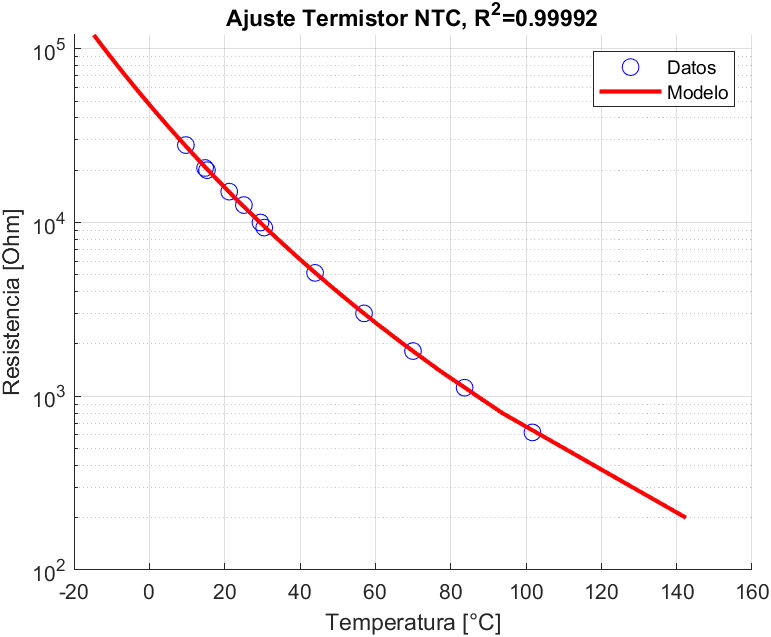 Ajuste Termistor NTC, R²=0.99992
Datos
Modelo
Resistencia [Ohm]
10⁵
10⁴
10³
10²
-20 0 20 40 60 80 100 120 140 160
Temperatura [°C]